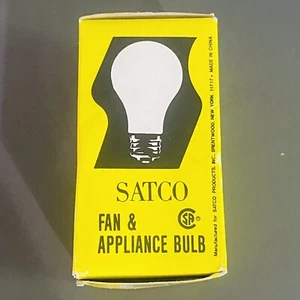 SATCO
FAN &
APPLIANCE BULB
Manufactured for SATCO PRODUCTS, INC. BRENTWOOD, NEW YORK 11717 • MADE IN CHINA